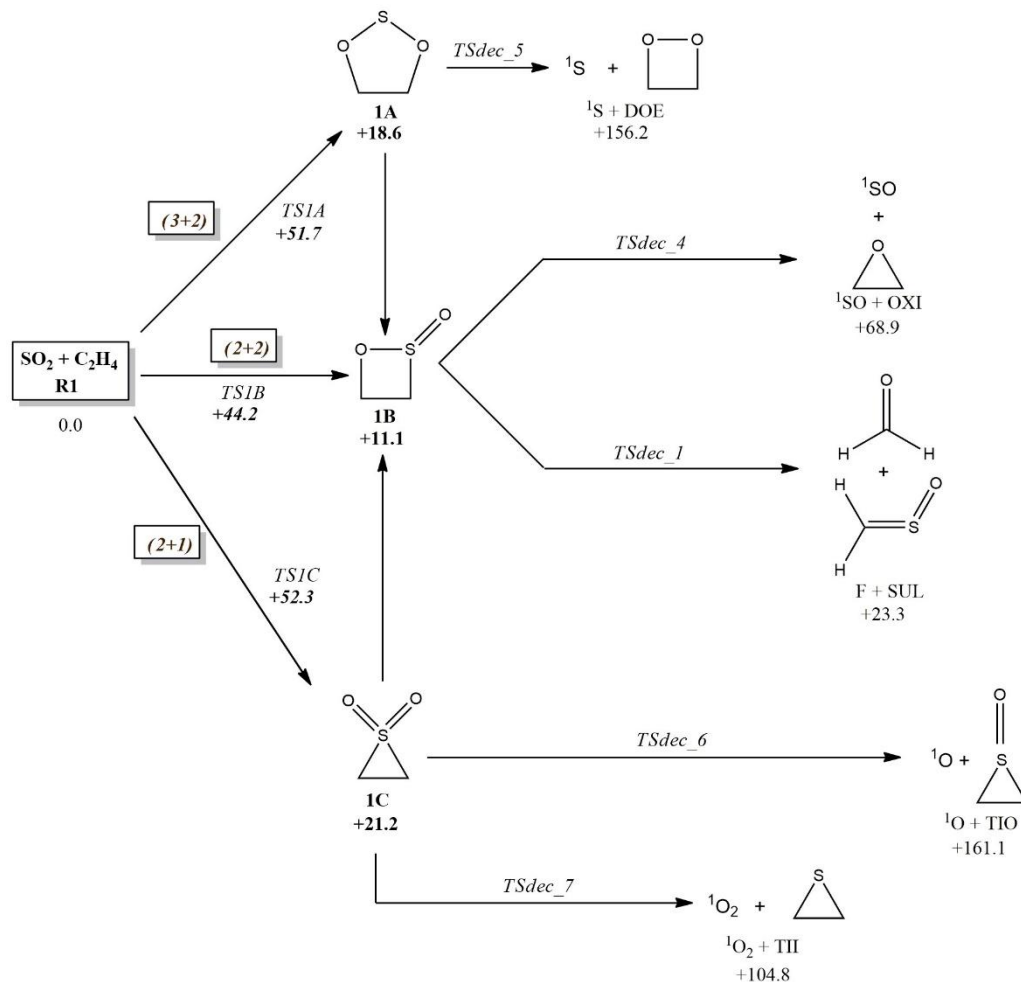 S
O O
1A
+18.6
TSdec_5
¹S + 
O O
¹S + DOE
+156.2
(3+2)
TS1A
+51.7
SO₂ + C₂H₄
R1
0.0
(2+2)
TS1B
+44.2
O S O
1B
+11.1
TSdec_4
¹SO
+
O
¹SO + OXI
+68.9
TSdec_1
O
H H
+
H O
S
H
F + SUL
+23.3
(2+1)
TS1C
+52.3
O O
S
1C
+21.2
TSdec_6
O
¹O + S
¹O + TIO
+161.1
TSdec_7
S
¹O₂ +
¹O₂ + TII
+104.8